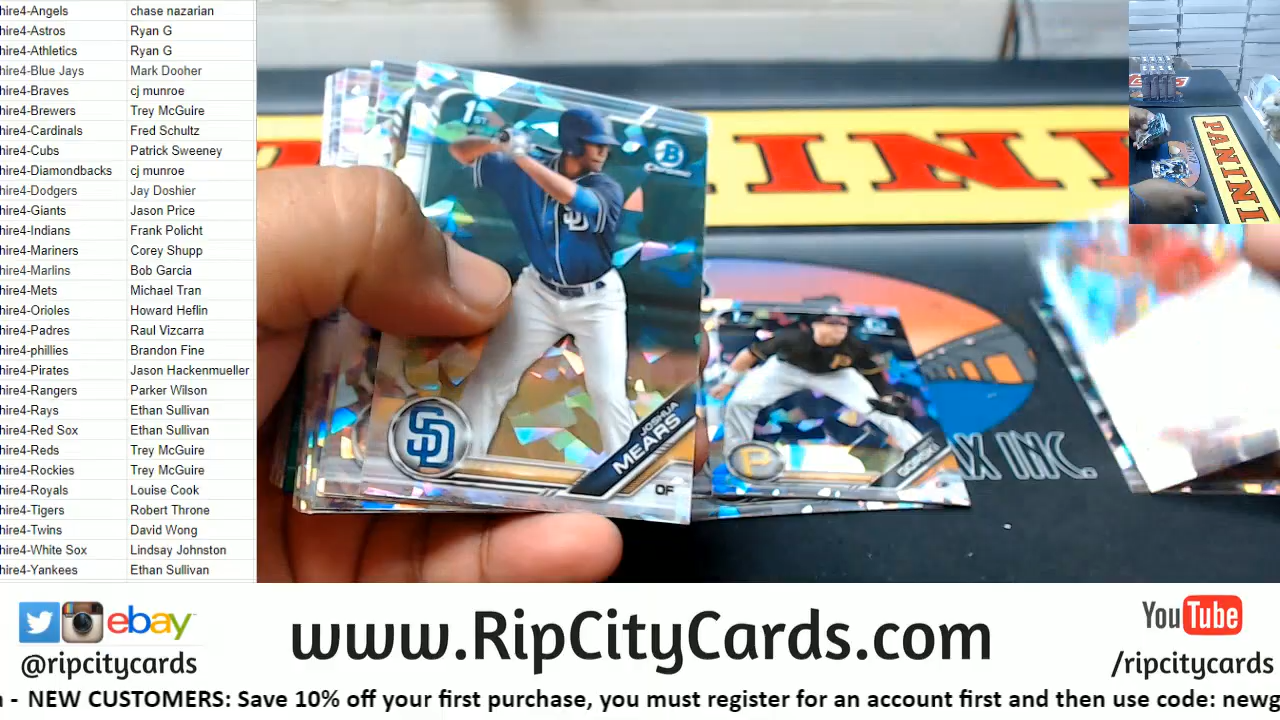 hire4-Angels chase nazarian
hire4-Astros Ryan G
hire4-Athletics Ryan G
hire4-Blue Jays Mark Dooher
hire4-Braves cj munroe
hire4-Brewers Trey McGuire
hire4-Cardinals Fred Schultz
hire4-Cubs Patrick Sweeney
hire4-Diamondbacks cj munroe
hire4-Dodgers Jay Doshier
hire4-Giants Jason Price
hire4-Indians Frank Policht
hire4-Mariners Corey Shupp
hire4-Marlins Bob Garcia
hire4-Mets Michael Tran
hire4-Orioles Howard Heflin
hire4-Padres Raul Vizcarra
hire4-phillies Brandon Fine
hire4-Pirates Jason Hackenmueller
hire4-Rangers Parker Wilson
hire4-Rays Ethan Sullivan
hire4-Red Sox Ethan Sullivan
hire4-Reds Trey McGuire
hire4-Rockies Trey McGuire
hire4-Royals Louise Cook
hire4-Tigers Robert Throne
hire4-Twins David Wong
hire4-White Sox Lindsay Johnston
hire4-Yankees Ethan Sullivan
1ST
B
Chrome
SD
SD
JOSHUA
MEARS
OF
P
GORSKI
INI
AX INC.
PANINI
ebay
@ripcitycards
www.RipCityCards.com
YouTube
/ripcitycards
- NEW CUSTOMERS: Save 10% off your first purchase, you must register for an account first and then use code: newg